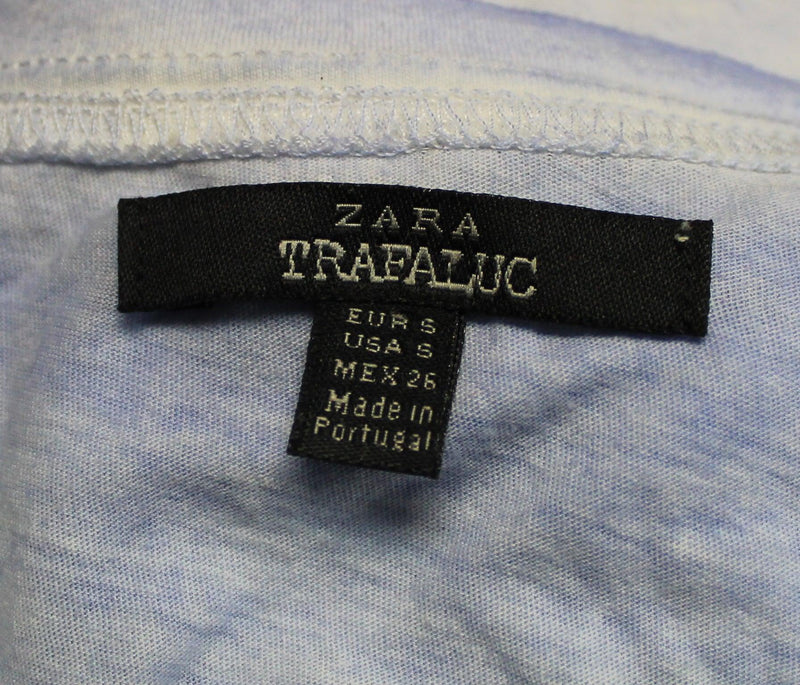 ZARA
TRAFALUC
EUR S
USA S
MEX 26
Made in
Portugal